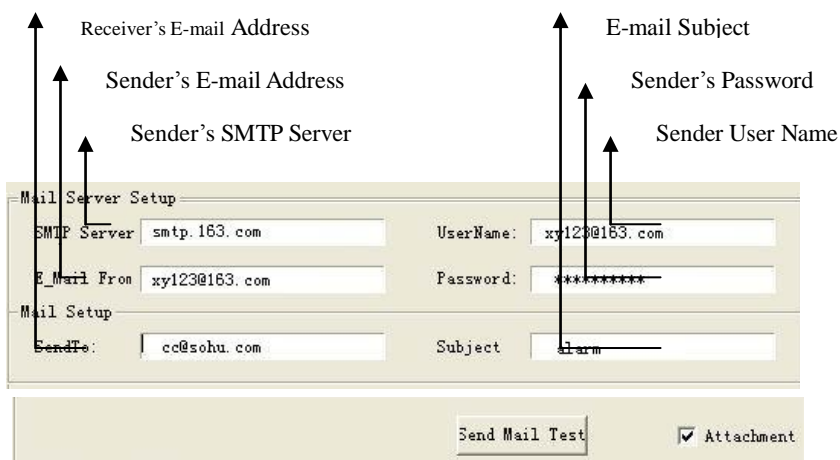 Receiver's E-mail Address E-mail Subject
Sender's E-mail Address Sender's Password
Sender's SMTP Server Sender User Name
Mail Server Setup
SMTP Server smtp.163.com UserName: xy123@163.com
E_Mail From xy123@163.com Password: **********
Mail Setup
SendTo: cc@sohu.com Subject alarm
Send Mail Test Attachment